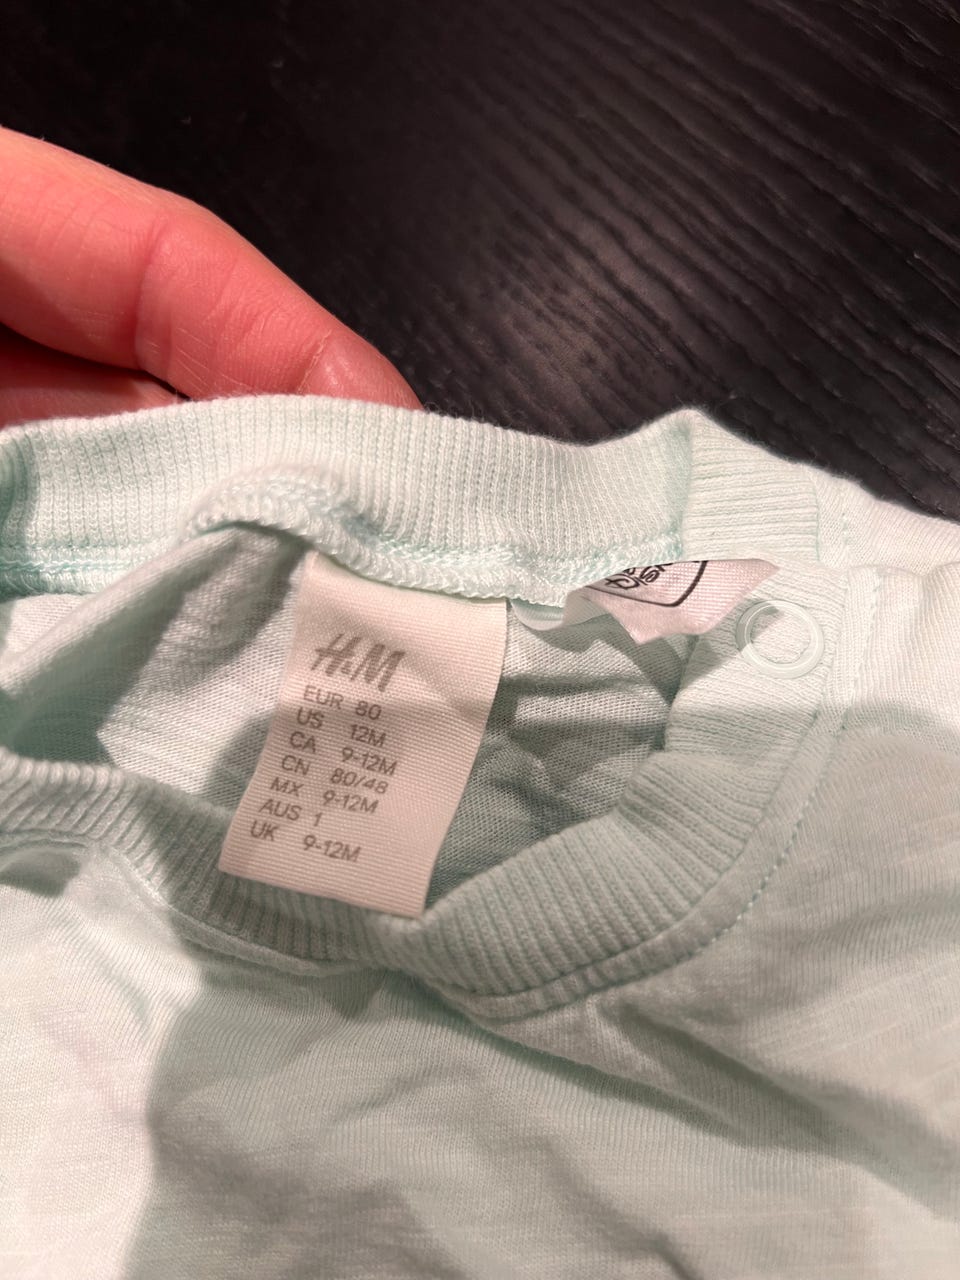 H&M
EUR 80
US 12M
CA 9-12M
CN 80/48
MX 9-12M
AUS 1
UK 9-12M